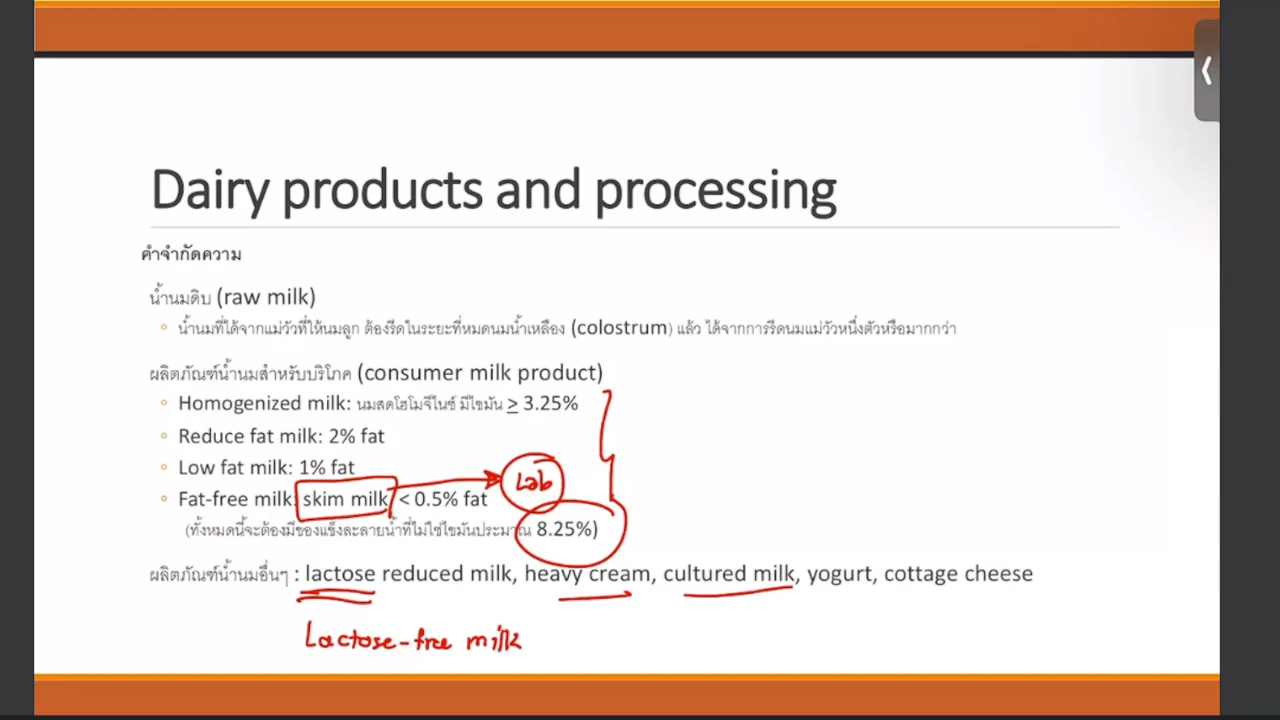 Dairy products and processing
คำจำกัดความ
น้ำนมดิบ (raw milk)
น้ำนมที่ได้จากแม่วัวที่ให้นมลูก ต้องรีดในระยะที่หมดนมน้ำเหลือง (colostrum) แล้ว ได้จากการรีดนมแม่วัวหนึ่งตัวหรือมากกว่า
ผลิตภัณฑ์น้ำนมสำหรับบริโภค (consumer milk product)
Homogenized milk: นมสดโฮโมจีไนซ์ มีไขมัน ≥ 3.25%
Reduce fat milk: 2% fat
Low fat milk: 1% fat
Fat-free milk: skim milk < 0.5% fat
Lab
(ทั้งหมดนี้จะต้องมีของแข็งละลายน้ำที่ไม่ใช่ไขมันประมาณ 8.25%)
ผลิตภัณฑ์น้ำนมอื่นๆ : lactose reduced milk, heavy cream, cultured milk, yogurt, cottage cheese
Lactose-free milk